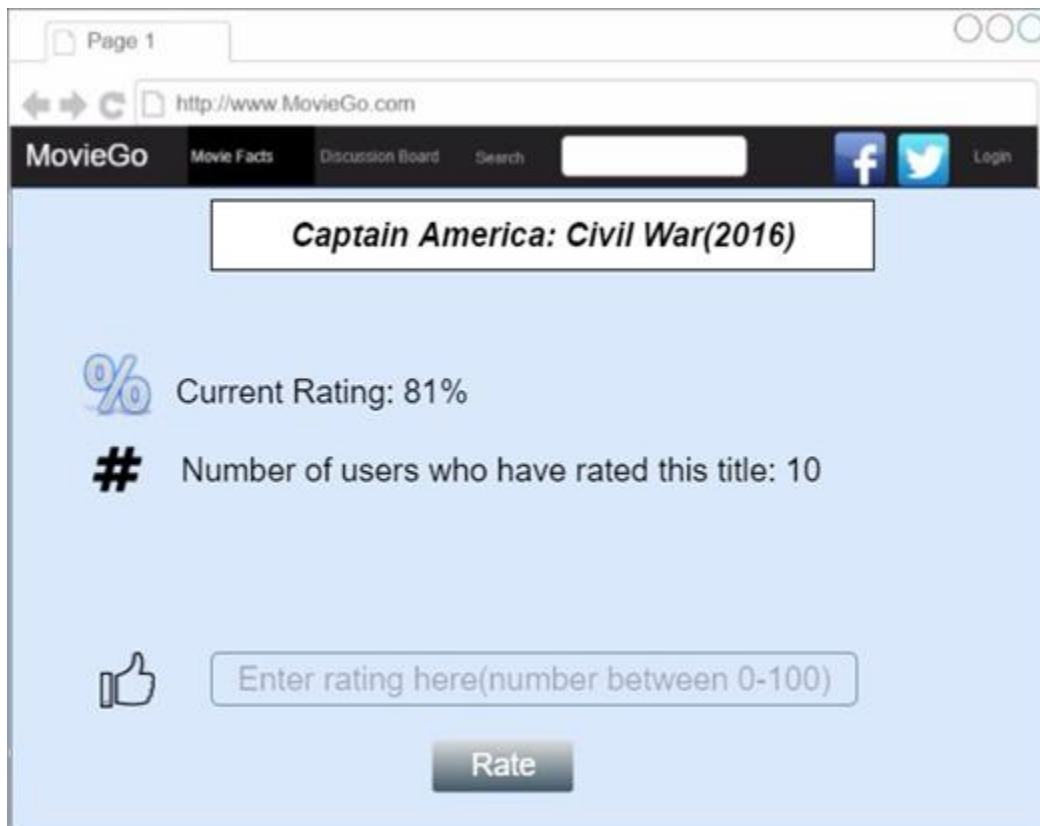 Page 1
http://www.MovieGo.com
MovieGo Movie Facts Discussion Board Search Login
Captain America: Civil War(2016)
% Current Rating: 81%
# Number of users who have rated this title: 10
Enter rating here(number between 0-100)
Rate